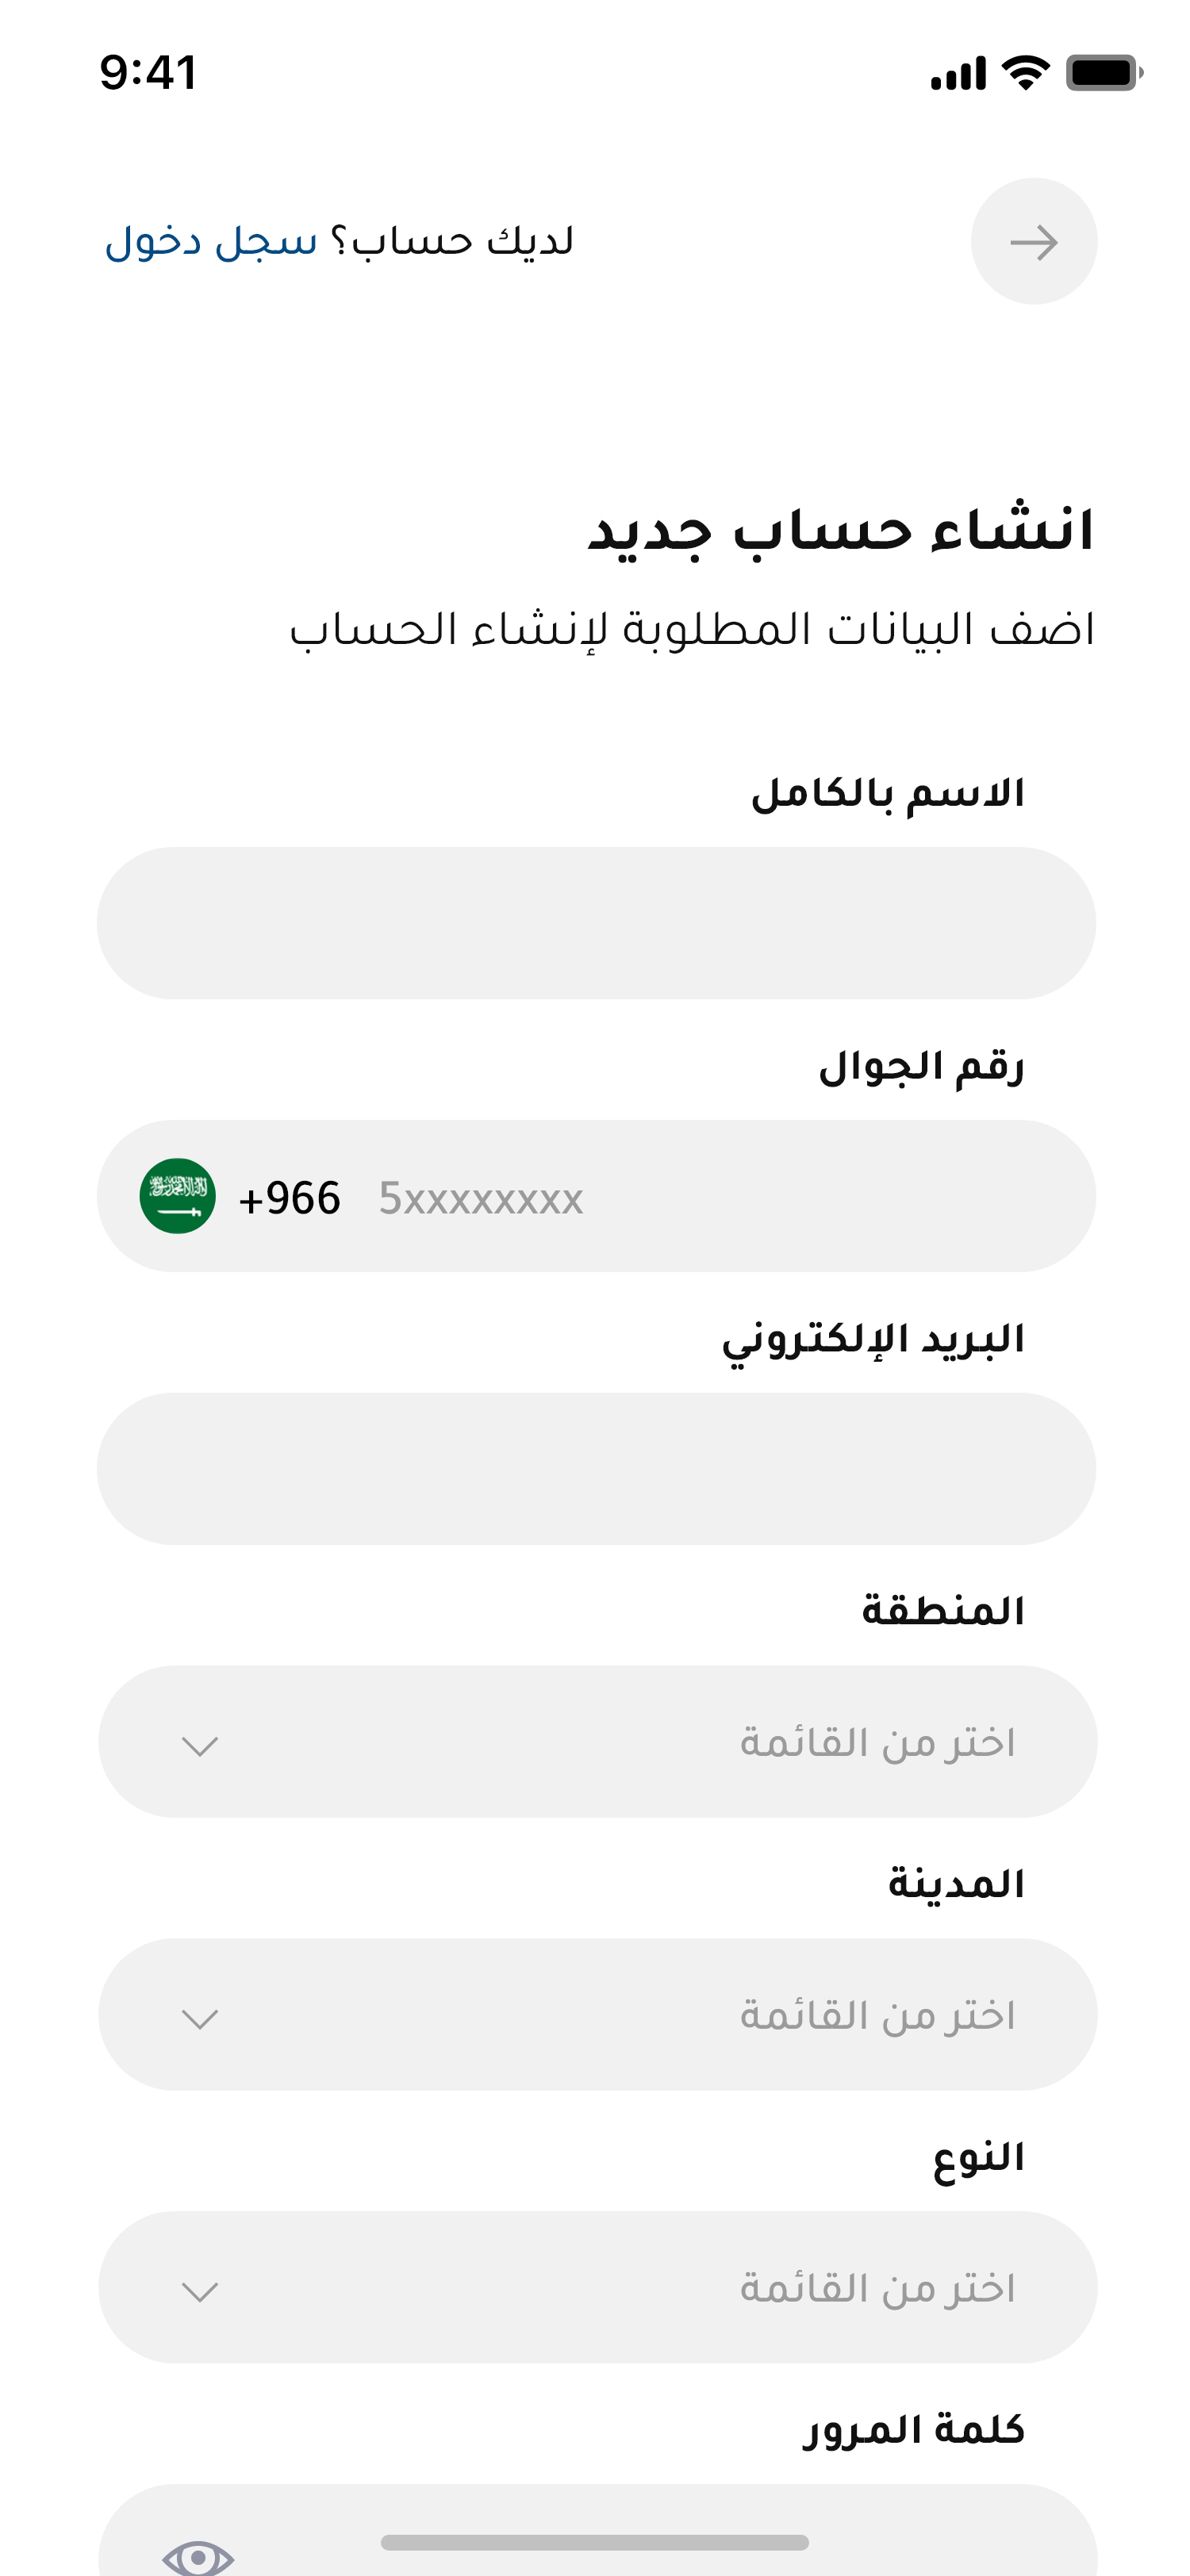 9:41
لديك حساب؟ سجل دخول
انشاء حساب جديد
اضف البيانات المطلوبة لإنشاء الحساب
الاسم بالكامل
رقم الجوال
+966 5xxxxxxxx
البريد الإلكتروني
المنطقة
اختر من القائمة
المدينة
اختر من القائمة
النوع
اختر من القائمة
كلمة المرور